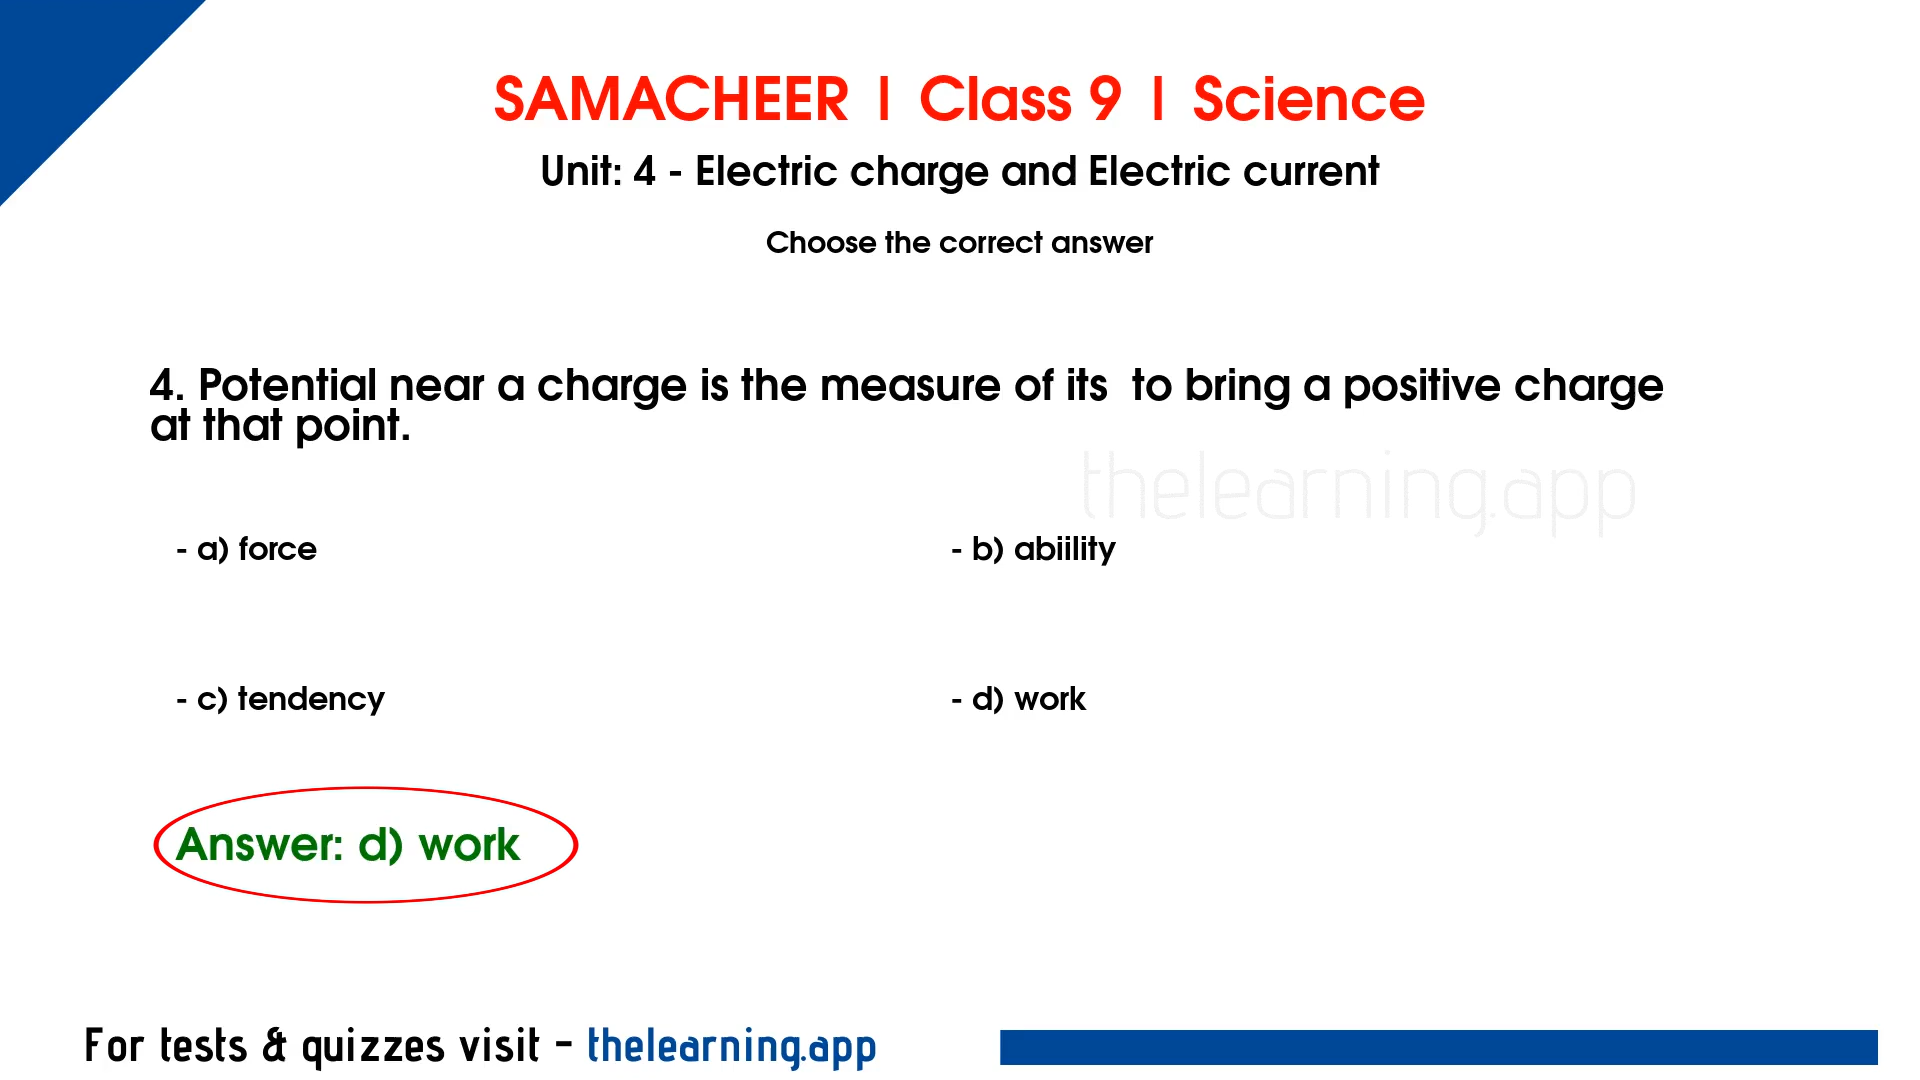 SAMACHEER | Class 9 | Science
Unit: 4 - Electric charge and Electric current
Choose the correct answer
4. Potential near a charge is the measure of its  to bring a positive charge
at that point.
thelearning.app
- a) force
- b) abiility
- c) tendency
- d) work
Answer: d) work
For tests & quizzes visit - thelearning.app